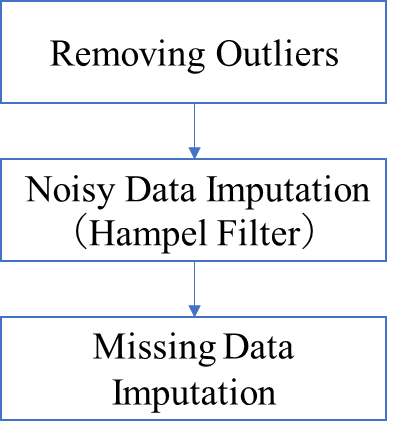 Removing Outliers
Noisy Data Imputation
（Hampel Filter）
Missing Data
Imputation